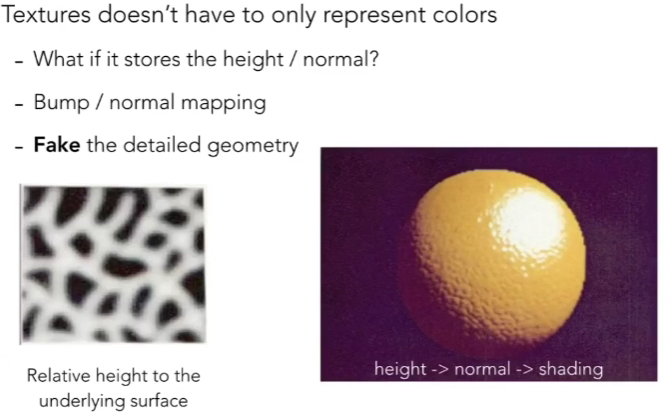 Textures doesn't have to only represent colors
- What if it stores the height / normal?
- Bump / normal mapping
- Fake the detailed geometry
Relative height to the
underlying surface
height -> normal -> shading